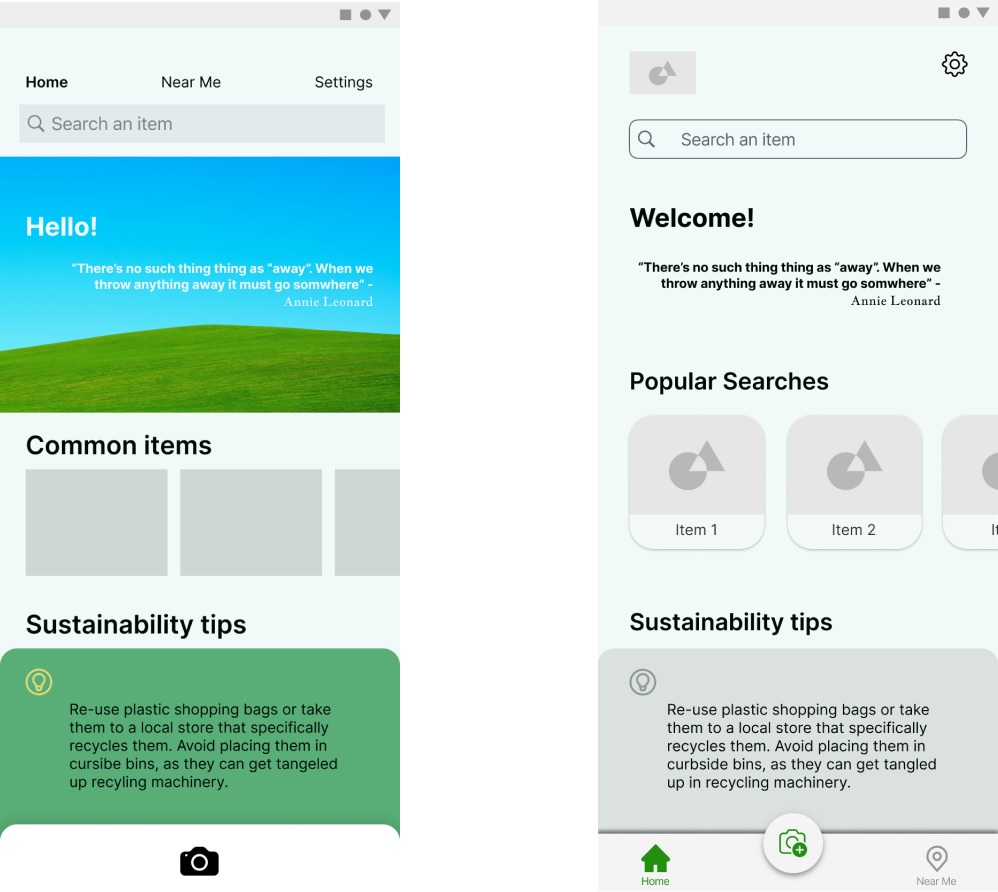 Home Near Me Settings
Search an item
Hello!
“There’s no such thing thing as “away”. When we
throw anything away it must go somwhere” -
Annie Leonard
Common items
Sustainability tips
Re-use plastic shopping bags or take
them to a local store that specifically
recycles them. Avoid placing them in
cursibe bins, as they can get tangeled
up recyling machinery.
Search an item
Welcome!
“There’s no such thing thing as “away”. When we
throw anything away it must go somwhere” -
Annie Leonard
Popular Searches
Item 1 Item 2 It
Sustainability tips
Re-use plastic shopping bags or take
them to a local store that specifically
recycles them. Avoid placing them in
curbside bins, as they can get tangled
up in recycling machinery.
Home Near Me